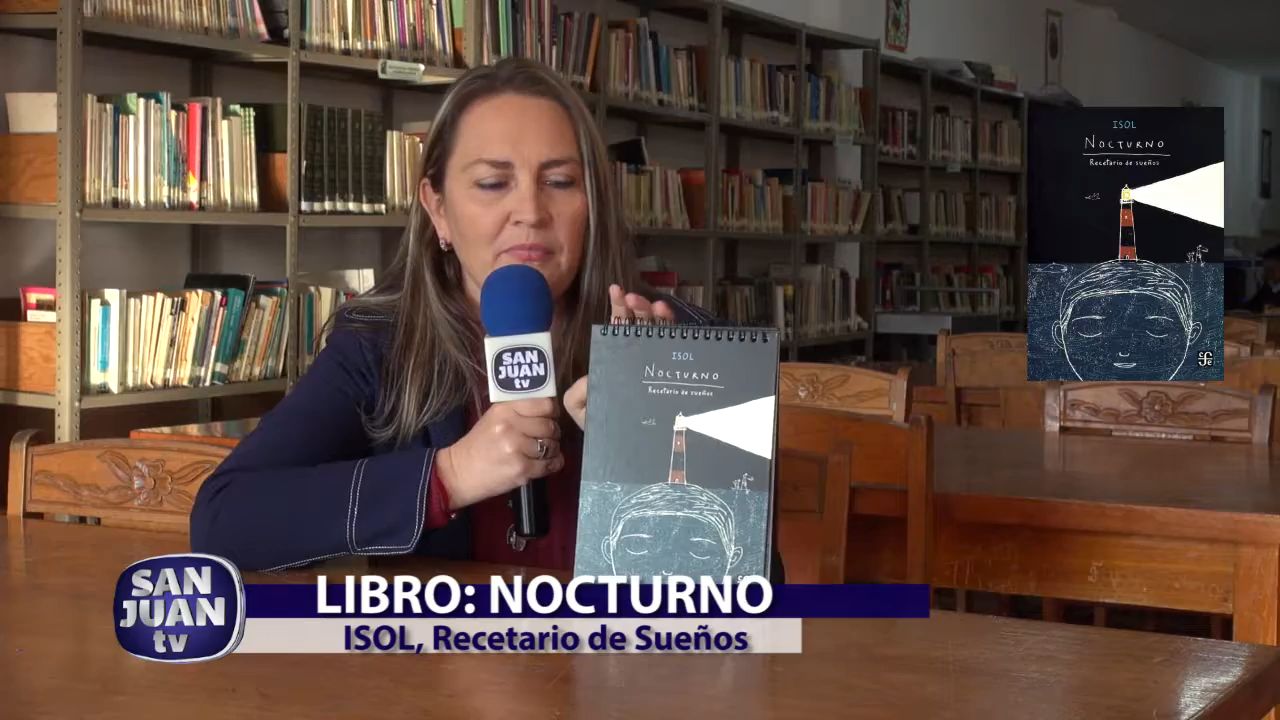 ISOL
NOCTURNO
Recetario de sueños
SAN
JUAN
tv
ISOL
NOCTURNO
Recetario de sueños
SAN
JUAN
tv
LIBRO: NOCTURNO
ISOL, Recetario de Sueños